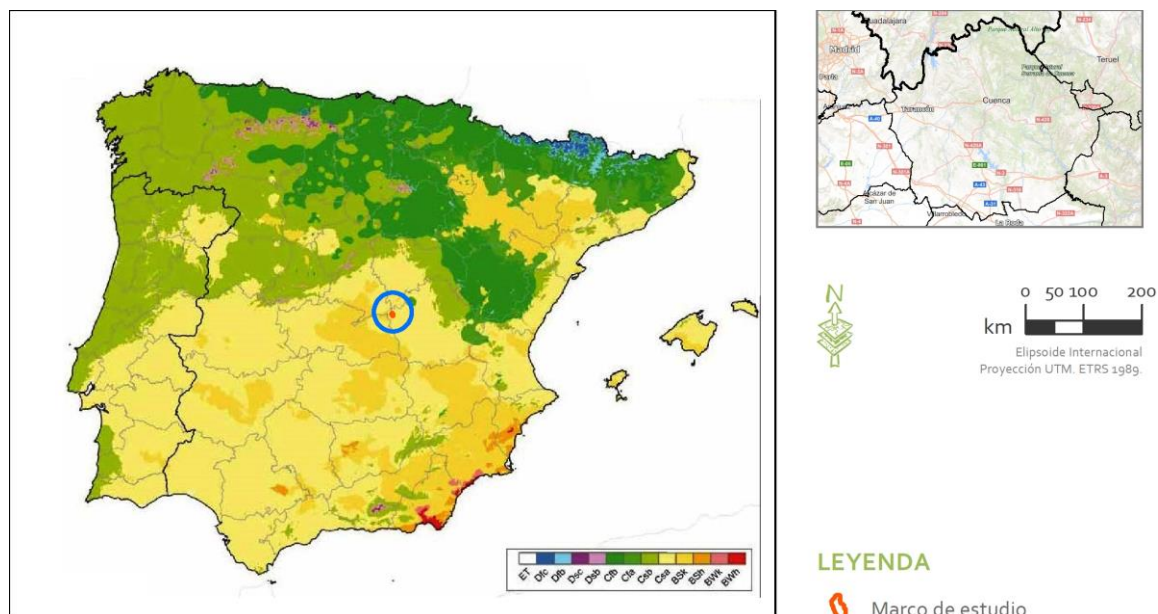 ET Dfc Dfb Dsc Dsb Cfb Cfa Csb Csa BSk BSh BWk BWh
Guadalajara
Madrid
Teruel
Cuenca
Tarancón
Alcázar de
San Juan
Villarrobledo
La Roda
N
0 50 100 200
km
Elipsoide Internacional
Proyección UTM. ETRS 1989.
LEYENDA
Marco de estudio